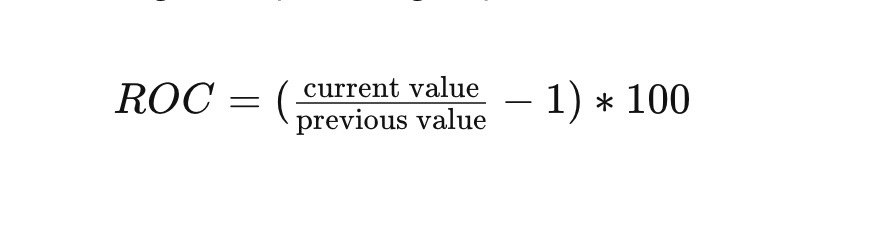 ROC = (current value / previous value − 1) ∗ 100